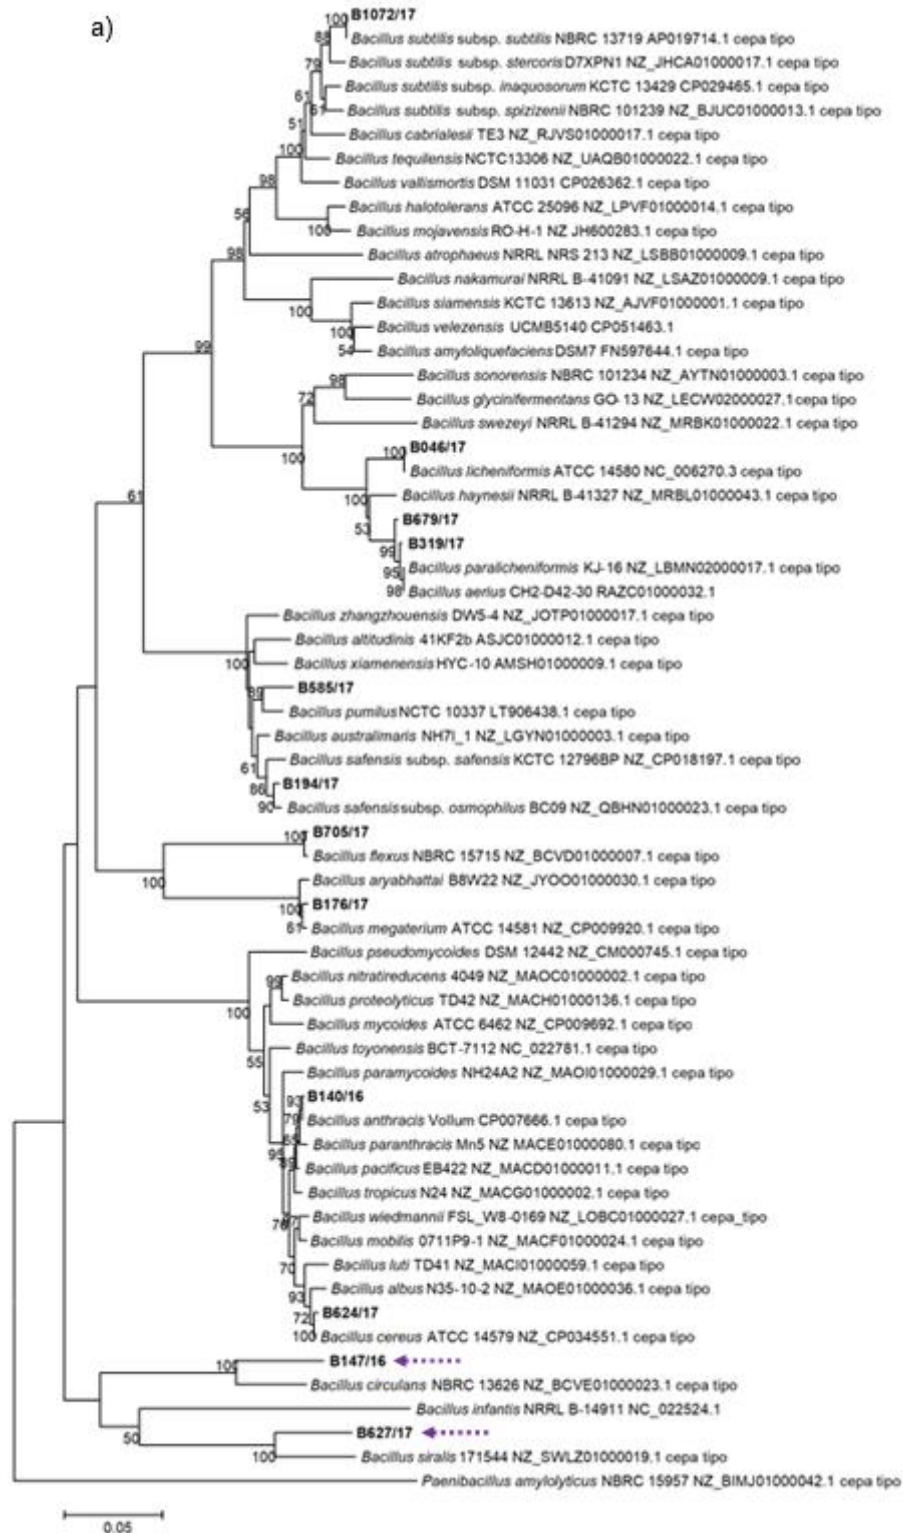 a)
100 B1072/17
88 Bacillus subtilis subsp. subtilis NBRC 13719 AP019714.1 cepa tipo
79 Bacillus subtilis subsp. stercoris D7XPN1 NZ_JHCA01000017.1 cepa tipo
61 Bacillus subtilis subsp. inaquosorum KCTC 13429 CP029465.1 cepa tipo
61 Bacillus subtilis subsp. spizizenii NBRC 101239 NZ_BJUC01000013.1 cepa tipo
51 Bacillus cabrialesii TE3 NZ_RJVS01000017.1 cepa tipo
100 Bacillus tequilensis NCTC13306 NZ_UAQB01000022.1 cepa tipo
98 Bacillus vallismortis DSM 11031 CP026362.1 cepa tipo
56 Bacillus halotolerans ATCC 25096 NZ_LPVF01000014.1 cepa tipo
100 Bacillus mojavensis RO-H-1 NZ JH600283.1 cepa tipo
98 Bacillus atrophaeus NRRL NRS 213 NZ_LSBB01000009.1 cepa tipo
Bacillus nakamurai NRRL B-41091 NZ_LSAZ01000009.1 cepa tipo
100 Bacillus siamensis KCTC 13613 NZ_AJVF01000001.1 cepa tipo
100 Bacillus velezensis UCMB5140 CP051463.1
99 54 Bacillus amyloliquefaciens DSM7 FN597644.1 cepa tipo
98 Bacillus sonorensis NBRC 101234 NZ_AYTN01000003.1 cepa tipo
72 Bacillus glycinifermentans GO-13 NZ_LECW02000027.1 cepa tipo
Bacillus swezeyi NRRL B-41294 NZ_MRBK01000022.1 cepa tipo
100 100 B046/17
Bacillus licheniformis ATCC 14580 NC_006270.3 cepa tipo
61 100 Bacillus haynesii NRRL B-41327 NZ_MRBL01000043.1 cepa tipo
53 B679/17
99 B319/17
95 Bacillus paralicheniformis KJ-16 NZ_LBMN02000017.1 cepa tipo
98 Bacillus aerius CH2-D42-30 RAZC01000032.1
Bacillus zhangzhouensis DW5-4 NZ_JOTP01000017.1 cepa tipo
Bacillus altitudinis 41KF2b ASJC01000012.1 cepa tipo
100 Bacillus xiamenensis HYC-10 AMSH01000009.1 cepa tipo
B585/17
Bacillus pumilus NCTC 10337 LT906438.1 cepa tipo
Bacillus australimaris NH7I_1 NZ_LGYN01000003.1 cepa tipo
61 Bacillus safensis subsp. safensis KCTC 12796BP NZ_CP018197.1 cepa tipo
86 B194/17
90 Bacillus safensis subsp. osmophilus BC09 NZ_QBHN01000023.1 cepa tipo
100 B705/17
Bacillus flexus NBRC 15715 NZ_BCVD01000007.1 cepa tipo
100 Bacillus aryabhattai B8W22 NZ_JYOO01000030.1 cepa tipo
100 B176/17
61 Bacillus megaterium ATCC 14581 NZ_CP009920.1 cepa tipo
Bacillus pseudomycoides DSM 12442 NZ_CM000745.1 cepa tipo
99 Bacillus nitratireducens 4049 NZ_MAOC01000002.1 cepa tipo
100 Bacillus proteolyticus TD42 NZ_MACH01000136.1 cepa tipo
Bacillus mycoides ATCC 6462 NZ_CP009692.1 cepa tipo
55 Bacillus toyonensis BCT-7112 NC_022781.1 cepa tipo
Bacillus paramycoides NH24A2 NZ_MAOI01000029.1 cepa tipo
53 93 B140/16
79 Bacillus anthracis Vollum CP007666.1 cepa tipo
95 Bacillus paranthracis Mn5 NZ MACE01000080.1 cepa tipo
Bacillus pacificus EB422 NZ_MACD01000011.1 cepa tipo
Bacillus tropicus N24 NZ_MACG01000002.1 cepa tipo
Bacillus wiedmannii FSL_W8-0169 NZ_LOBC01000027.1 cepa_tipo
Bacillus mobilis 0711P9-1 NZ_MACF01000024.1 cepa tipo
70 Bacillus luti TD41 NZ_MACI01000059.1 cepa tipo
93 Bacillus albus N35-10-2 NZ_MAOE01000036.1 cepa tipo
72 B624/17
100 Bacillus cereus ATCC 14579 NZ_CP034551.1 cepa tipo
100 B147/16
Bacillus circulans NBRC 13626 NZ_BCVE01000023.1 cepa tipo
Bacillus infantis NRRL B-14911 NC_022524.1
50 B627/17
100 Bacillus siralis 171544 NZ_SWLZ01000019.1 cepa tipo
Paenibacillus amylolyticus NBRC 15957 NZ_BIMJ01000042.1 cepa tipo
0.05